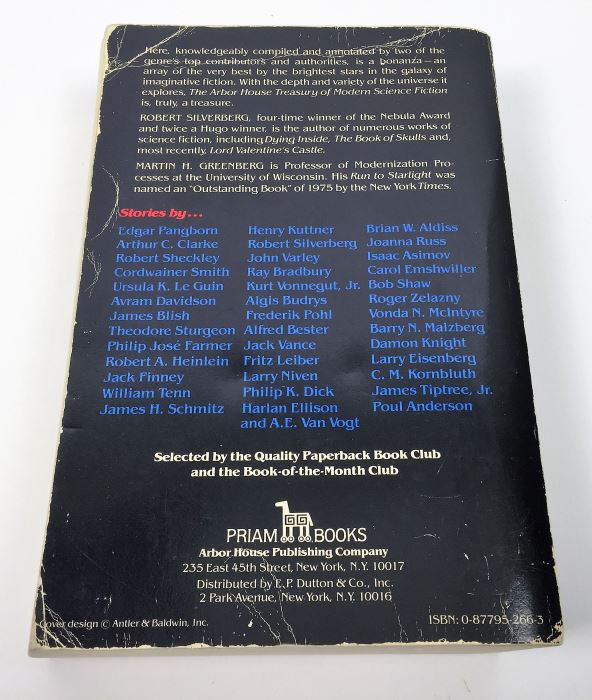 Here, knowledgeably compiled and annotated by two of the
genre's top contributors and authorities, is a bonanza — an
array of the very best by the brightest stars in the galaxy of
imaginative fiction. With the depth and variety of the universe it
explores, The Arbor House Treasury of Modern Science Fiction
is, truly, a treasure.
ROBERT SILVERBERG, four-time winner of the Nebula Award
and twice a Hugo winner, is the author of numerous works of
science fiction, including Dying Inside, The Book of Skulls and,
most recently, Lord Valentine's Castle.
MARTIN H. GREENBERG is Professor of Modernization Pro-
cesses at the University of Wisconsin. His Run to Starlight was
named an "Outstanding Book" of 1975 by the New York Times.
Stories by...
Edgar Pangborn
Arthur C. Clarke
Robert Sheckley
Cordwainer Smith
Ursula K. Le Guin
Avram Davidson
James Blish
Theodore Sturgeon
Philip José Farmer
Robert A. Heinlein
Jack Finney
William Tenn
James H. Schmitz
Henry Kuttner
Robert Silverberg
John Varley
Ray Bradbury
Kurt Vonnegut, Jr.
Algis Budrys
Frederik Pohl
Alfred Bester
Jack Vance
Fritz Leiber
Larry Niven
Philip K. Dick
Harlan Ellison
and A.E. Van Vogt
Brian W. Aldiss
Joanna Russ
Isaac Asimov
Carol Emshwiller
Bob Shaw
Roger Zelazny
Vonda N. McIntyre
Barry N. Malzberg
Damon Knight
Larry Eisenberg
C. M. Kornbluth
James Tiptree, Jr.
Poul Anderson
Selected by the Quality Paperback Book Club
and the Book-of-the-Month Club
PRIAM BOOKS
Arbor House Publishing Company
235 East 45th Street, New York, N.Y. 10017
Distributed by E. P. Dutton & Co., Inc.
2 Park Avenue, New York, N.Y. 10016
Cover design © Antler & Baldwin, Inc.
ISBN: 0-87795-266-3